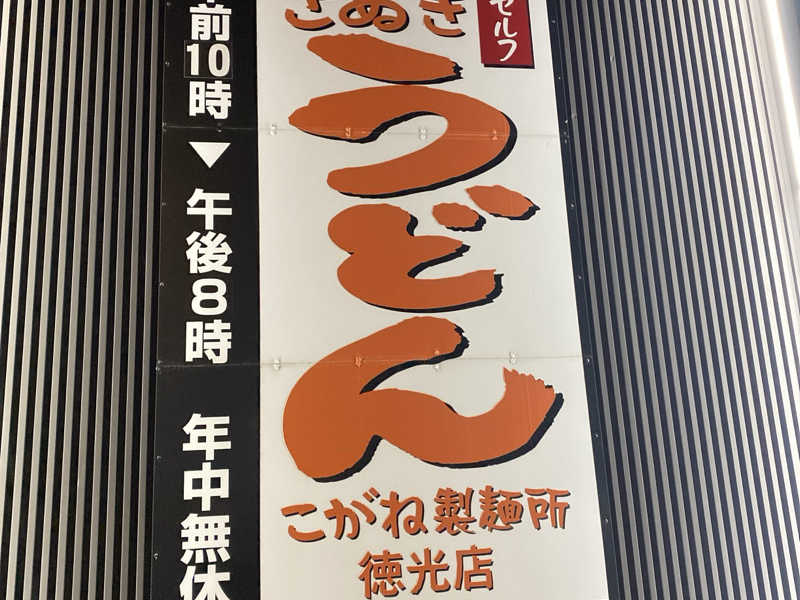 セルフ
さぬき
うどん
こがね製麺所
徳光店
前10時
▼
午後8時
年中無休